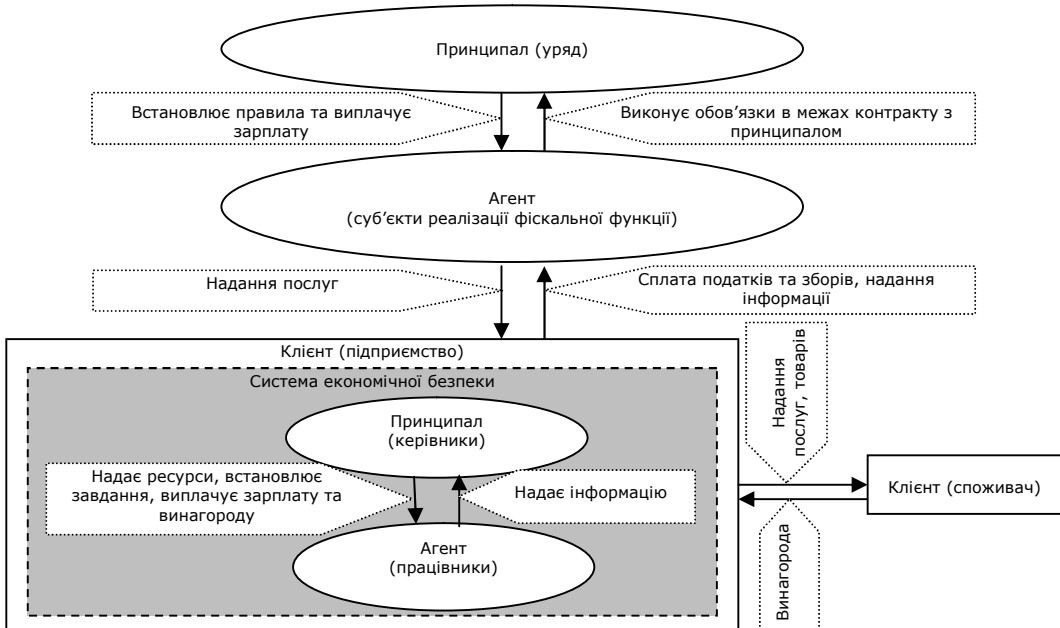 Принципал (уряд)
Встановлює правила та виплачує
зарплату
Виконує обов’язки в межах контракту з
принципалом
Агент
(суб’єкти реалізації фіскальної функції)
Надання послуг
Сплата податків та зборів, надання
інформації
Клієнт (підприємство)
Система економічної безпеки
Принципал
(керівники)
Надає ресурси, встановлює
завдання, виплачує зарплату та
винагороду
Надає інформацію
Агент
(працівники)
Надання
послуг, товарів
Клієнт (споживач)
Винагорода